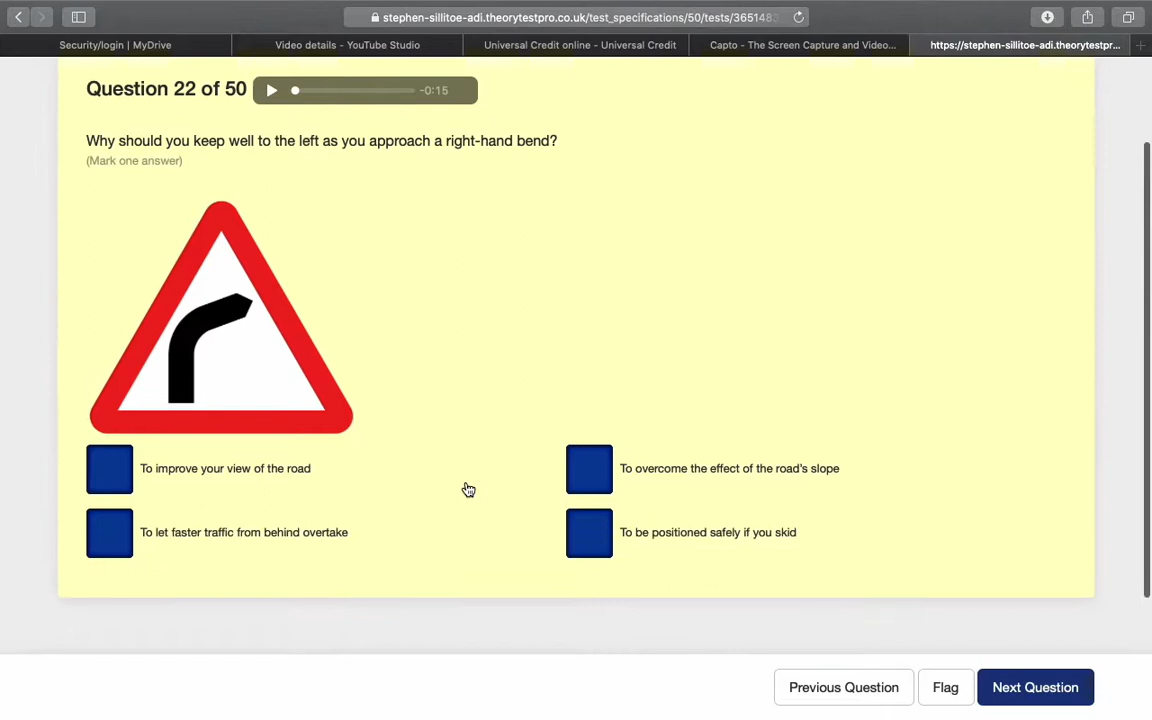 stephen-sillitoe-adi.theorytestpro.co.uk/test_specifications/50/tests/3651483
Security/login | MyDrive
Video details - YouTube Studio
Universal Credit online - Universal Credit
Capto - The Screen Capture and Video...
https://stephen-sillitoe-adi.theorytestpr...
Question 22 of 50
-0:15
Why should you keep well to the left as you approach a right-hand bend?
(Mark one answer)
To improve your view of the road
To overcome the effect of the road's slope
To let faster traffic from behind overtake
To be positioned safely if you skid
Previous Question
Flag
Next Question